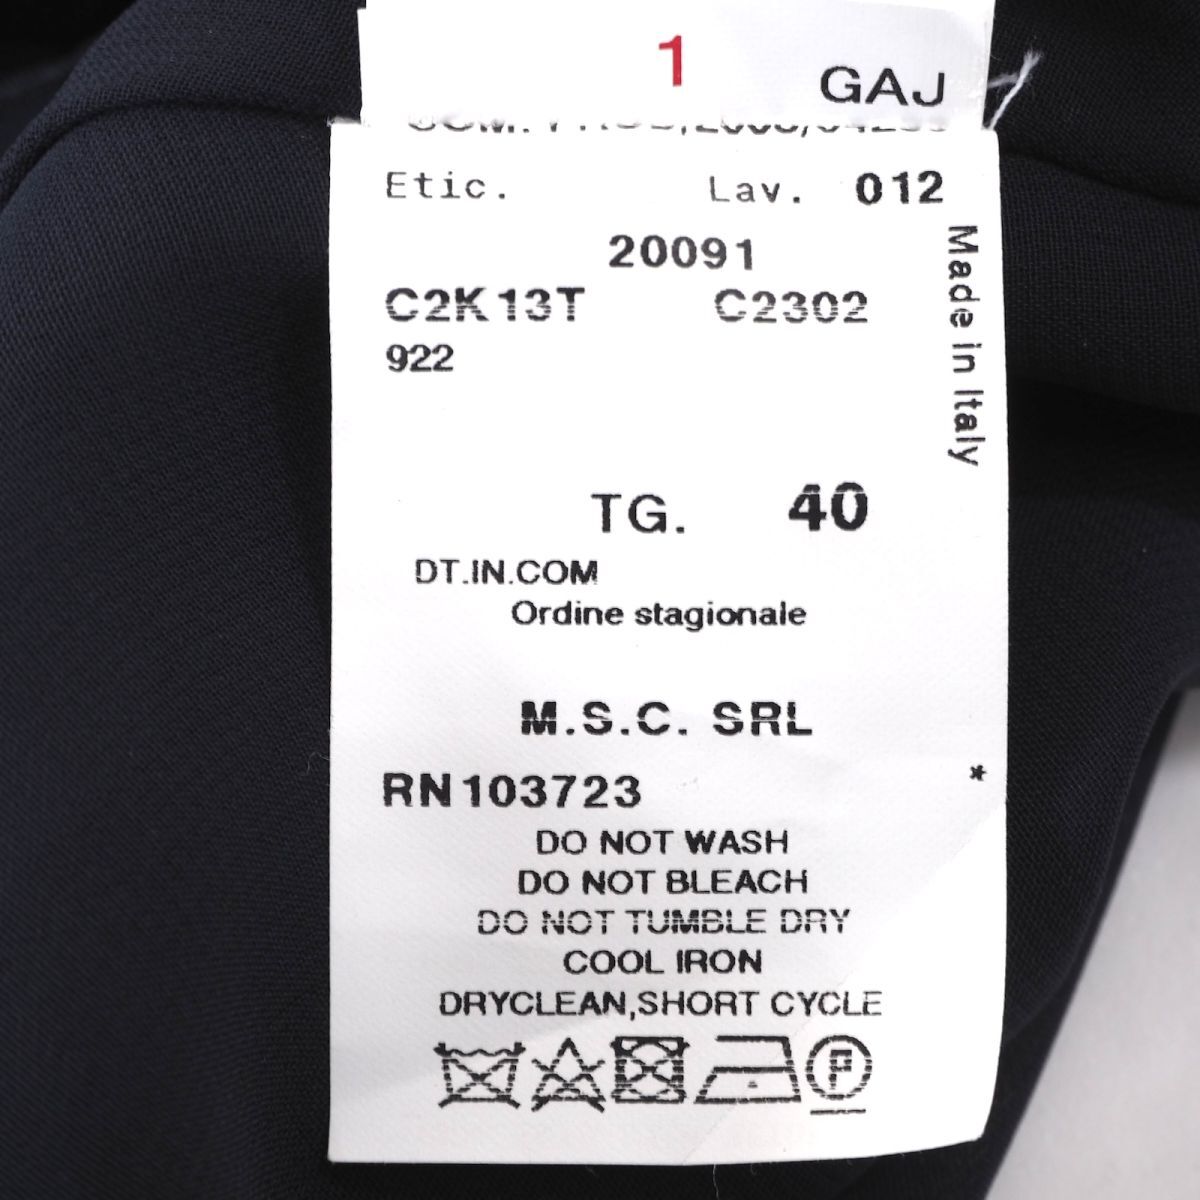 1
GAJ
Etic. Lav. 012
20091
C2K13T C2302
922
Made in Italy
TG. 40
DT.IN.COM
Ordine stagionale
M.S.C. SRL
*
RN103723
DO NOT WASH
DO NOT BLEACH
DO NOT TUMBLE DRY
COOL IRON
DRYCLEAN,SHORT CYCLE
P